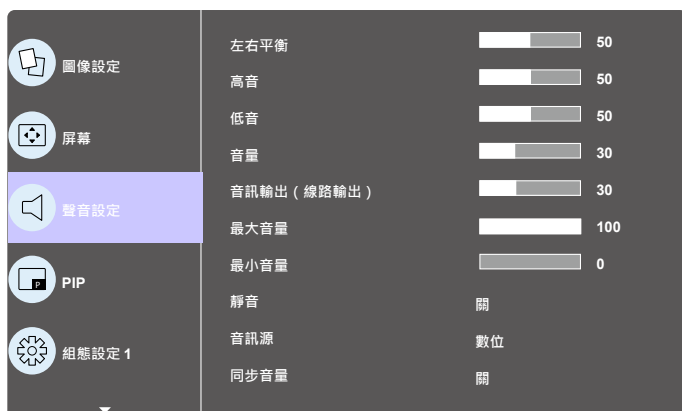 圖像設定
屏幕
聲音設定
PIP
P
組態設定 1
左右平衡 50
高音 50
低音 50
音量 30
音訊輸出（線路輸出） 30
最大音量 100
最小音量 0
靜音 關
音訊源 數位
同步音量 關